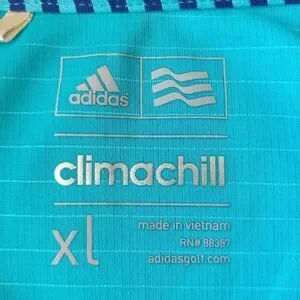 adidas
climachill
xl
made in vietnam
RN# 88387
adidasgolf.com